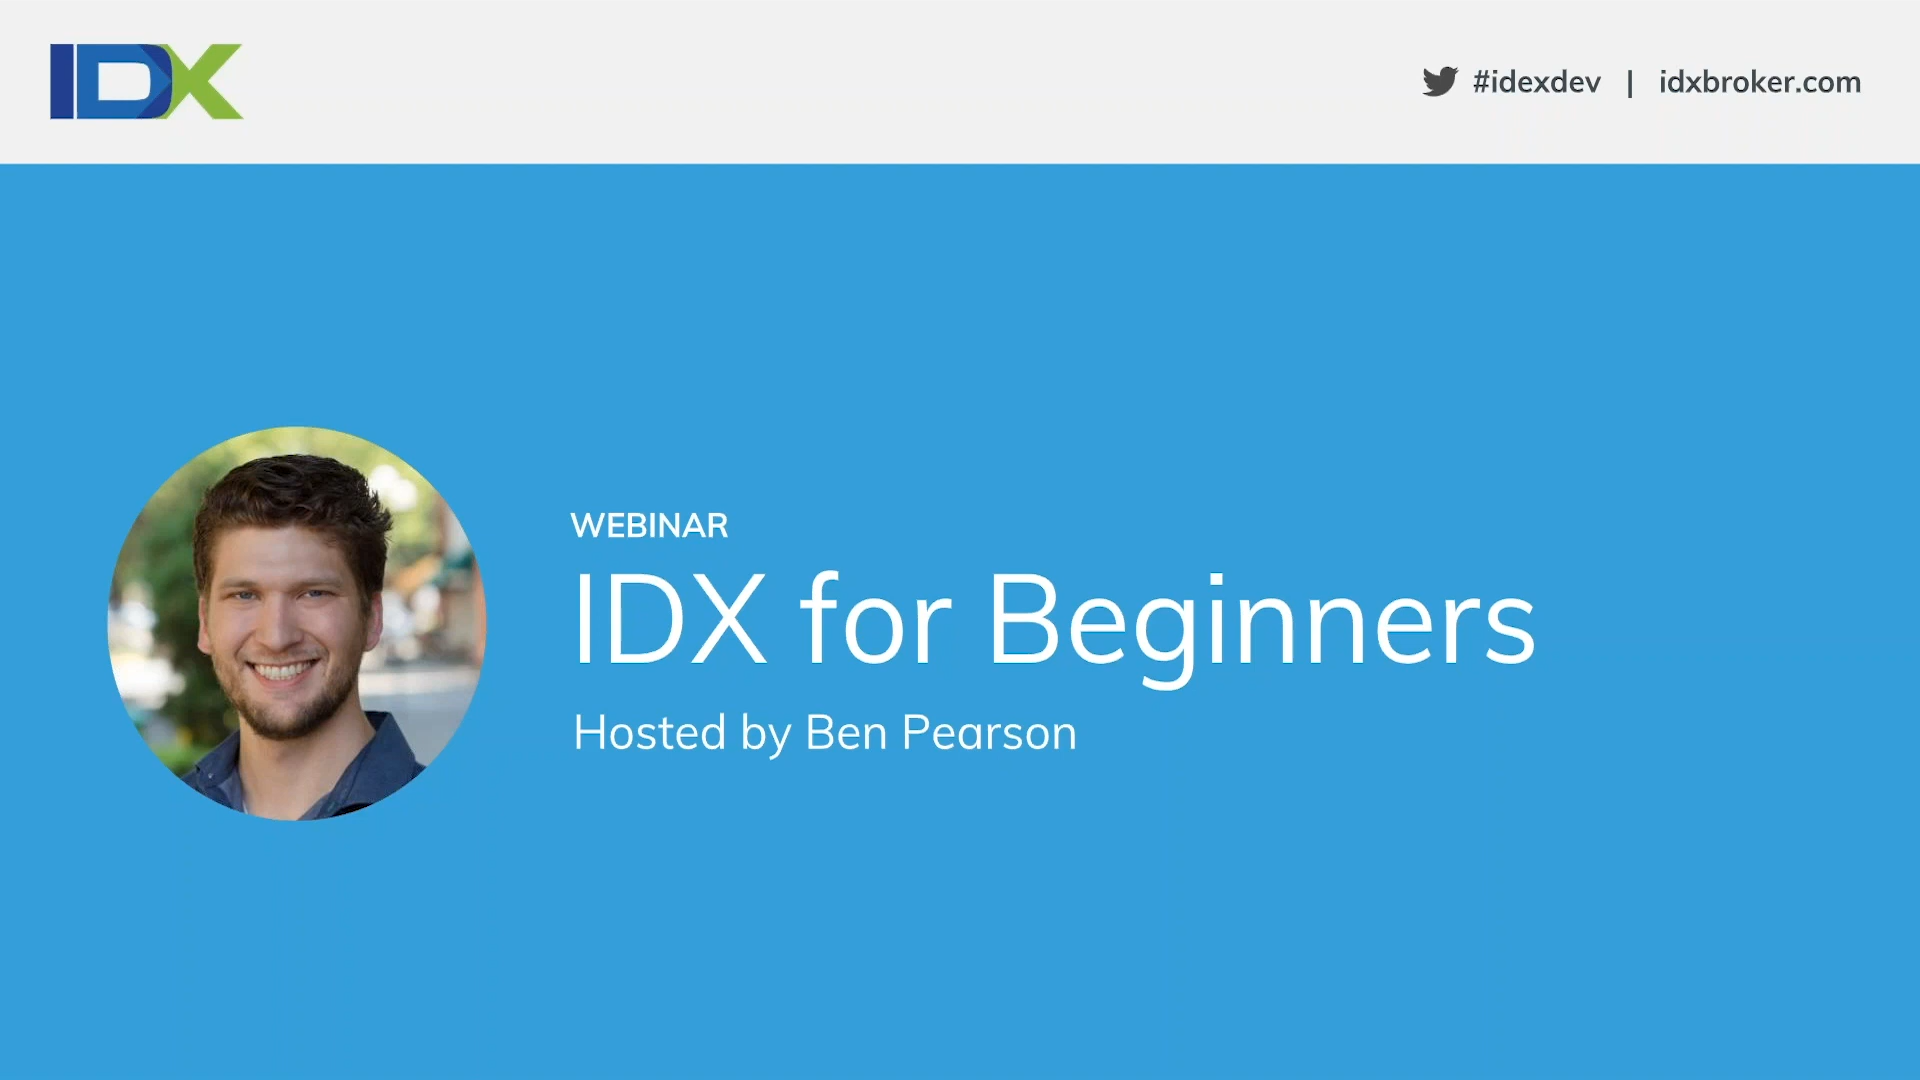 IDX
#idexdev | idxbroker.com
WEBINAR
IDX for Beginners
Hosted by Ben Pearson